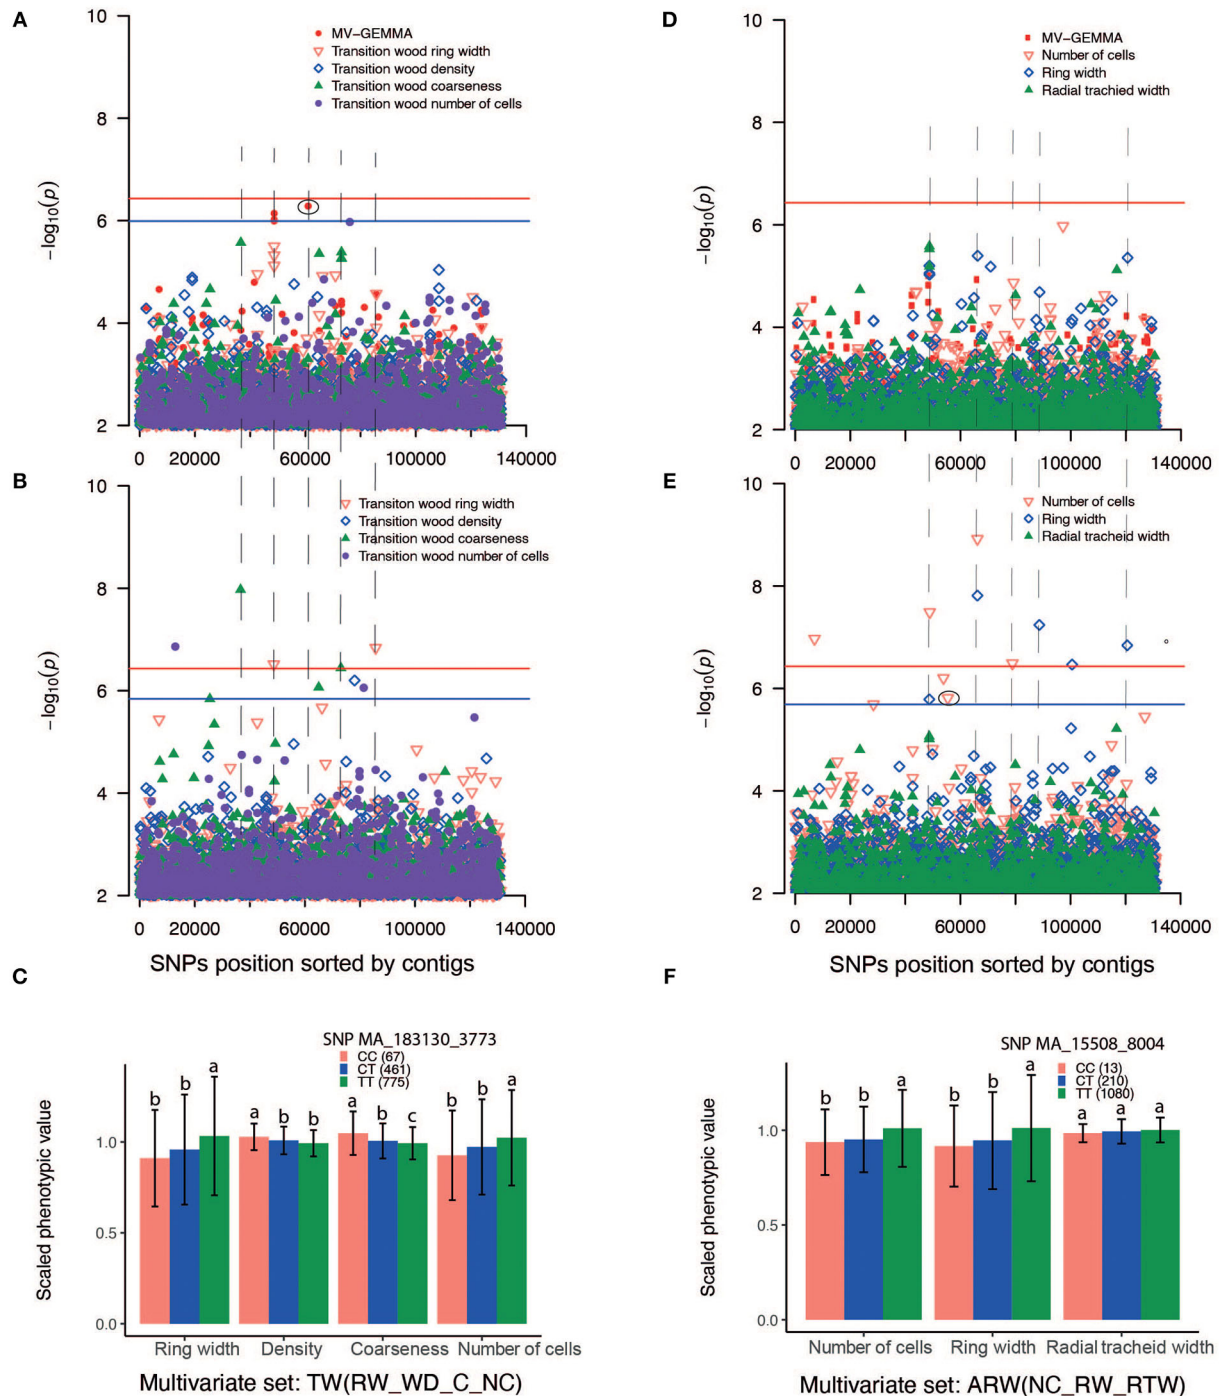 A
10
8
6
4
2
−log10(p)
MV−GEMMA
Transition wood ring width
Transition wood density
Transition wood coarseness
Transition wood number of cells
0 20000 60000 100000 140000
D
10
8
6
4
2
−log10(p)
MV−GEMMA
Number of cells
Ring width
Radial trachied width
0 20000 60000 100000 140000
B
10
8
6
4
2
−log10(p)
Transiton wood ring width
Transition wood density
Transition wood coarseness
Transition wood number of cells
0 20000 60000 100000 140000
SNPs position sorted by contigs
E
10
8
6
4
2
−log10(p)
Number of cells
Ring width
Radial tracheid width
0 20000 60000 100000 140000
SNPs position sorted by contigs
C
SNP MA_183130_3773
CC (67)
CT (461)
TT (775)
Scaled phenotypic value
1.0
0.5
0.0
b b a
a b b
a b c
b b a
Ring width Density Coarseness Number of cells
Multivariate set: TW(RW_WD_C_NC)
F
SNP MA_15508_8004
CC (13)
CT (210)
TT (1080)
Scaled phenotypic value
1.0
0.5
0.0
b b a
b b a
a a a
Number of cells Ring width Radial tracheid width
Multivariate set: ARW(NC_RW_RTW)